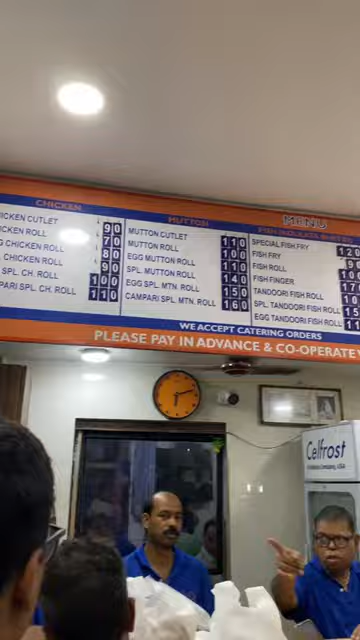 MENU
CHICKEN
ICKEN CUTLET 90
ICKEN ROLL 70
G CHICKEN ROLL 80
CHICKEN ROLL 90
SPL. CH. ROLL 100
PARI SPL. CH. ROLL 110
MUTTON
MUTTON CUTLET 110
MUTTON ROLL 100
EGG MUTTON ROLL 110
SPL. MUTTON ROLL 140
EGG SPL. MTN. ROLL 150
CAMPARI SPL. MTN. ROLL 160
FISH
SPECIAL FISH FRY 120
FISH FRY
FISH ROLL
FISH FINGER
TANDOORI FISH ROLL
SPL. TANDOORI FISH ROLL
EGG TANDOORI FISH ROLL
WE ACCEPT CATERING ORDERS
PLEASE PAY IN ADVANCE & CO-OPERATE
Celfrost